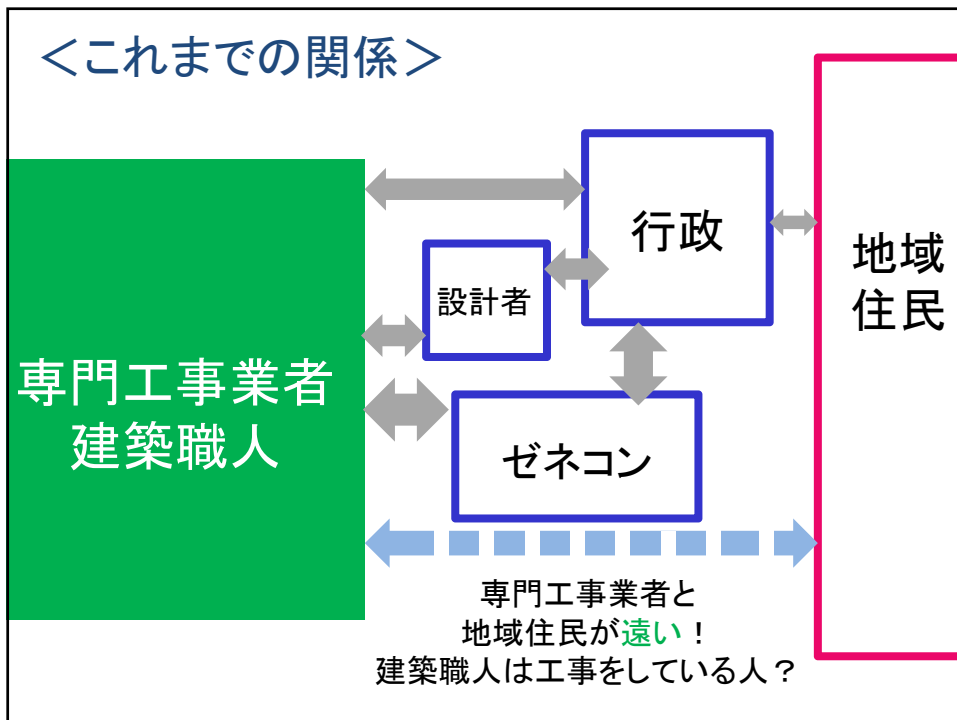 ＜これまでの関係＞
専門工事業者
建築職人
行政
設計者
ゼネコン
地域
住民
専門工事業者と
地域住民が遠い！
建築職人は工事をしている人？